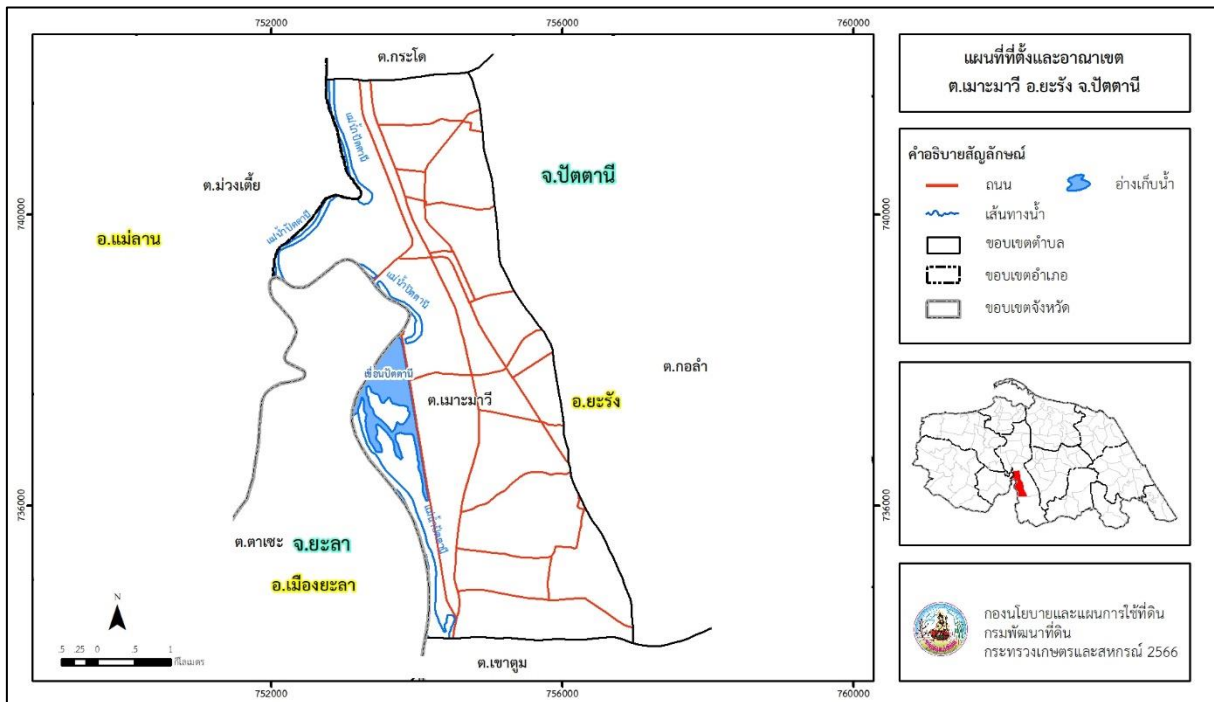 แผนที่ที่ตั้งและอาณาเขต
ต.เมาะมาวี อ.ยะรัง จ.ปัตตานี
คำอธิบายสัญลักษณ์
ถนน
อ่างเก็บน้ำ
เส้นทางน้ำ
ขอบเขตตำบล
ขอบเขตอำเภอ
ขอบเขตจังหวัด
กองนโยบายและแผนการใช้ที่ดิน
กรมพัฒนาที่ดิน
กระทรวงเกษตรและสหกรณ์ 2566
752000
756000
760000
740000
736000
740000
736000
752000
756000
760000
ต.กระโด
แม่น้ำปัตตานี
ต.ม่วงเตี้ย
จ.ปัตตานี
แม่น้ำปัตตานี
อ.แม่ลาน
แม่น้ำปัตตานี
เขื่อนปัตตานี
ต.กอลำ
ต.เมาะมาวี
อ.ยะรัง
แม่น้ำปัตตานี
ต.ตาเซะ
จ.ยะลา
อ.เมืองยะลา
ต.เขาตูม
N
.5 .25 0 .5 1
กิโลเมตร